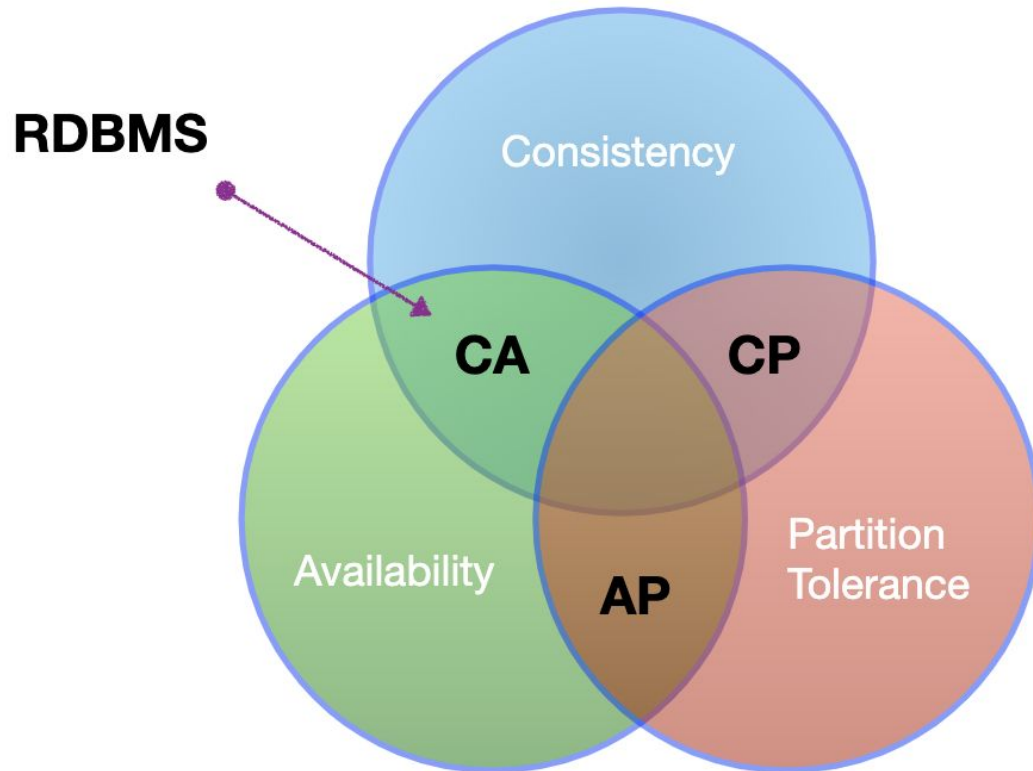 RDBMS
Consistency
CA
CP
Availability
Partition
Tolerance
AP